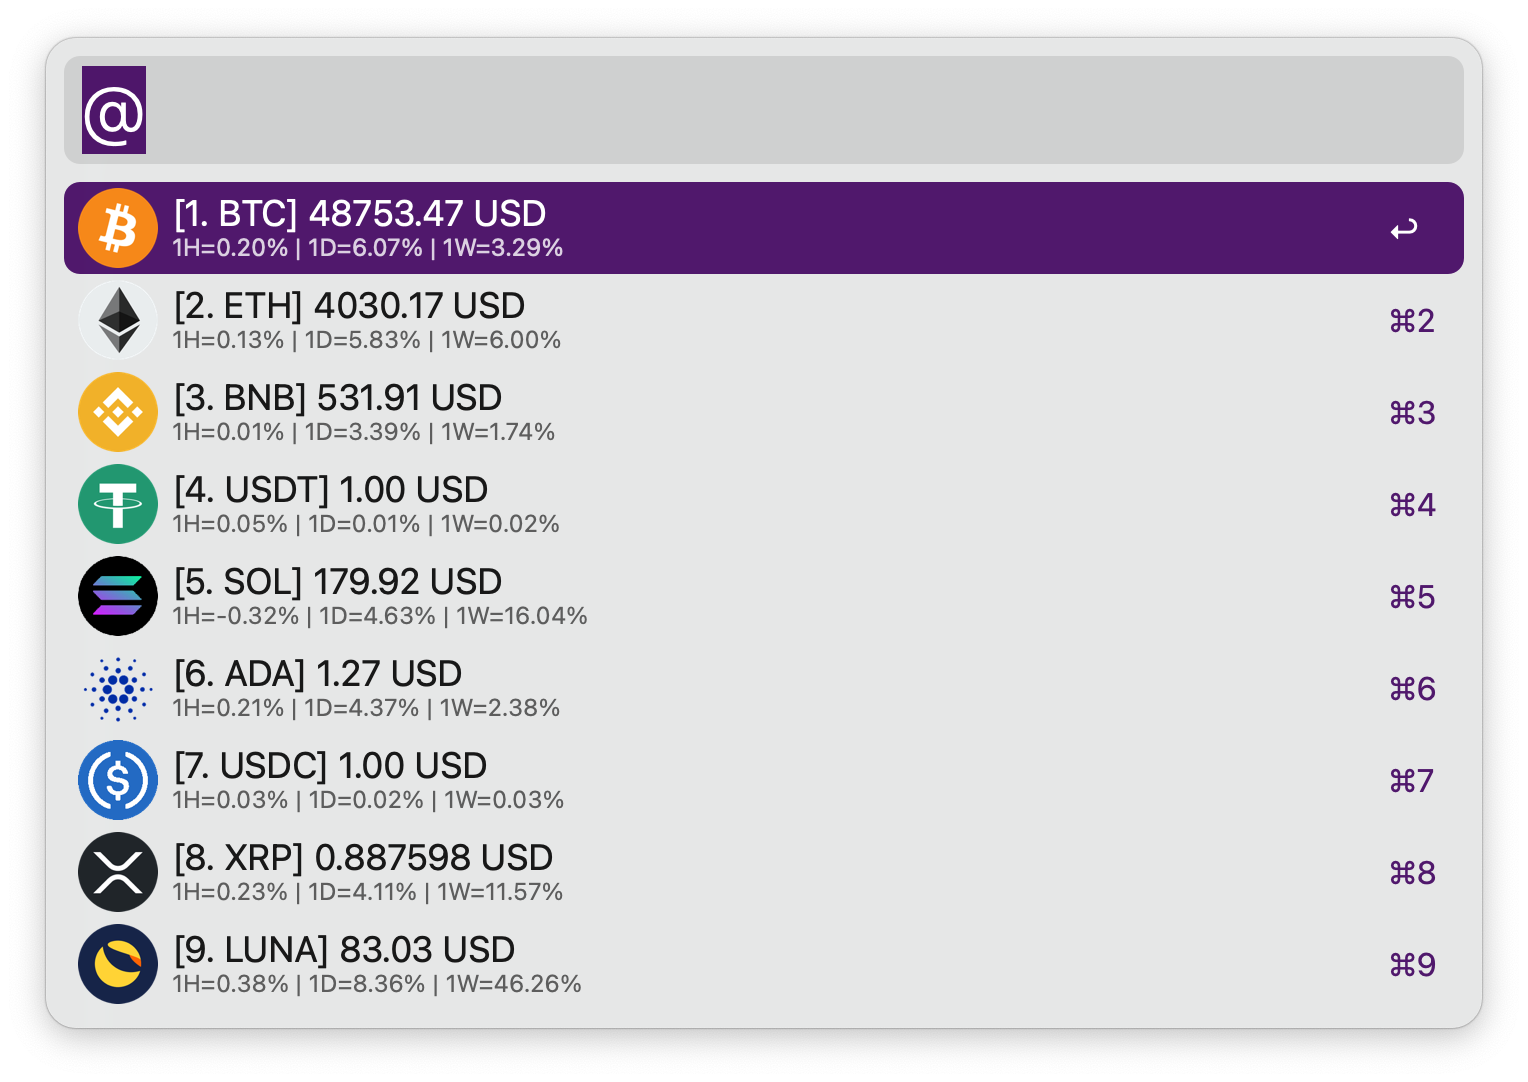 @
[1. BTC] 48753.47 USD
1H=0.20% | 1D=6.07% | 1W=3.29%
[2. ETH] 4030.17 USD
1H=0.13% | 1D=5.83% | 1W=6.00%
⌘2
[3. BNB] 531.91 USD
1H=0.01% | 1D=3.39% | 1W=1.74%
⌘3
[4. USDT] 1.00 USD
1H=0.05% | 1D=0.01% | 1W=0.02%
⌘4
[5. SOL] 179.92 USD
1H=-0.32% | 1D=4.63% | 1W=16.04%
⌘5
[6. ADA] 1.27 USD
1H=0.21% | 1D=4.37% | 1W=2.38%
⌘6
[7. USDC] 1.00 USD
1H=0.03% | 1D=0.02% | 1W=0.03%
⌘7
[8. XRP] 0.887598 USD
1H=0.23% | 1D=4.11% | 1W=11.57%
⌘8
[9. LUNA] 83.03 USD
1H=0.38% | 1D=8.36% | 1W=46.26%
⌘9